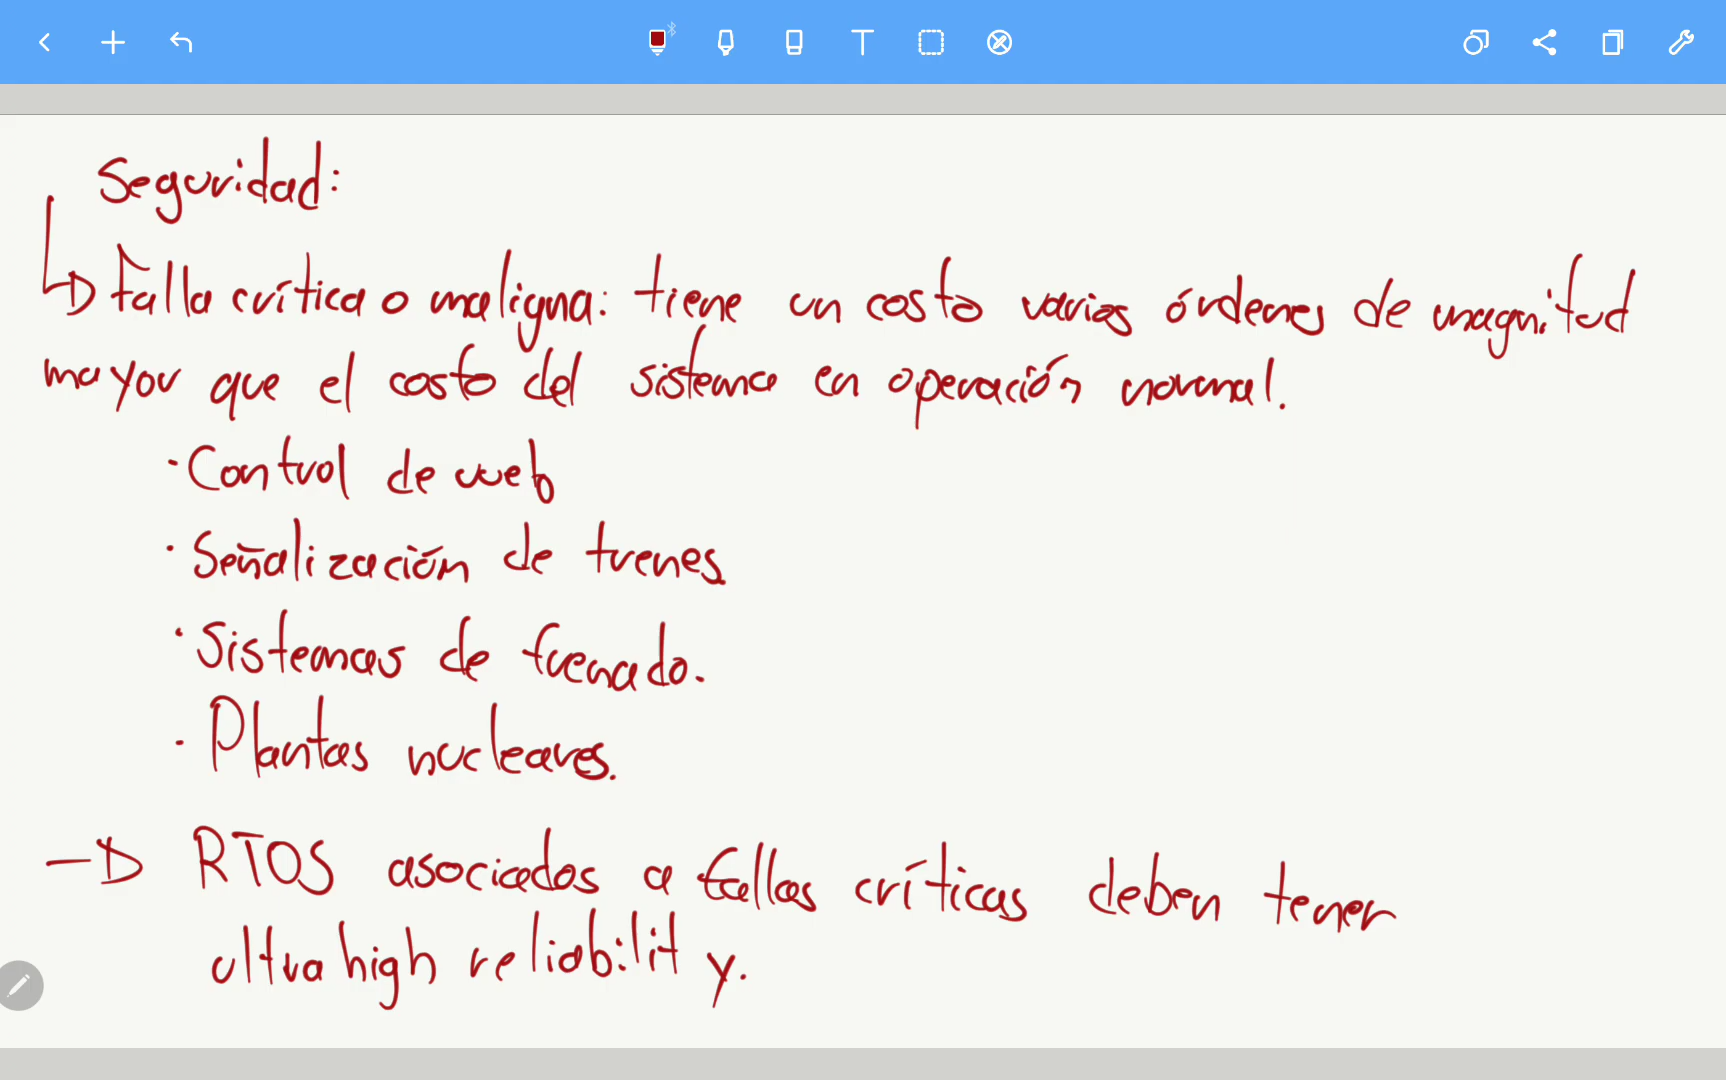 Seguridad:
Falla crítica o maligna: tiene un costo varios órdenes de magnitud
mayor que el costo del sistema en operación normal.
· Control de web
· Señalización de trenes
· Sistemas de frenado.
· Plantas nucleares.
RTOS asociados a fallas críticas deben tener
ultra high reliability.